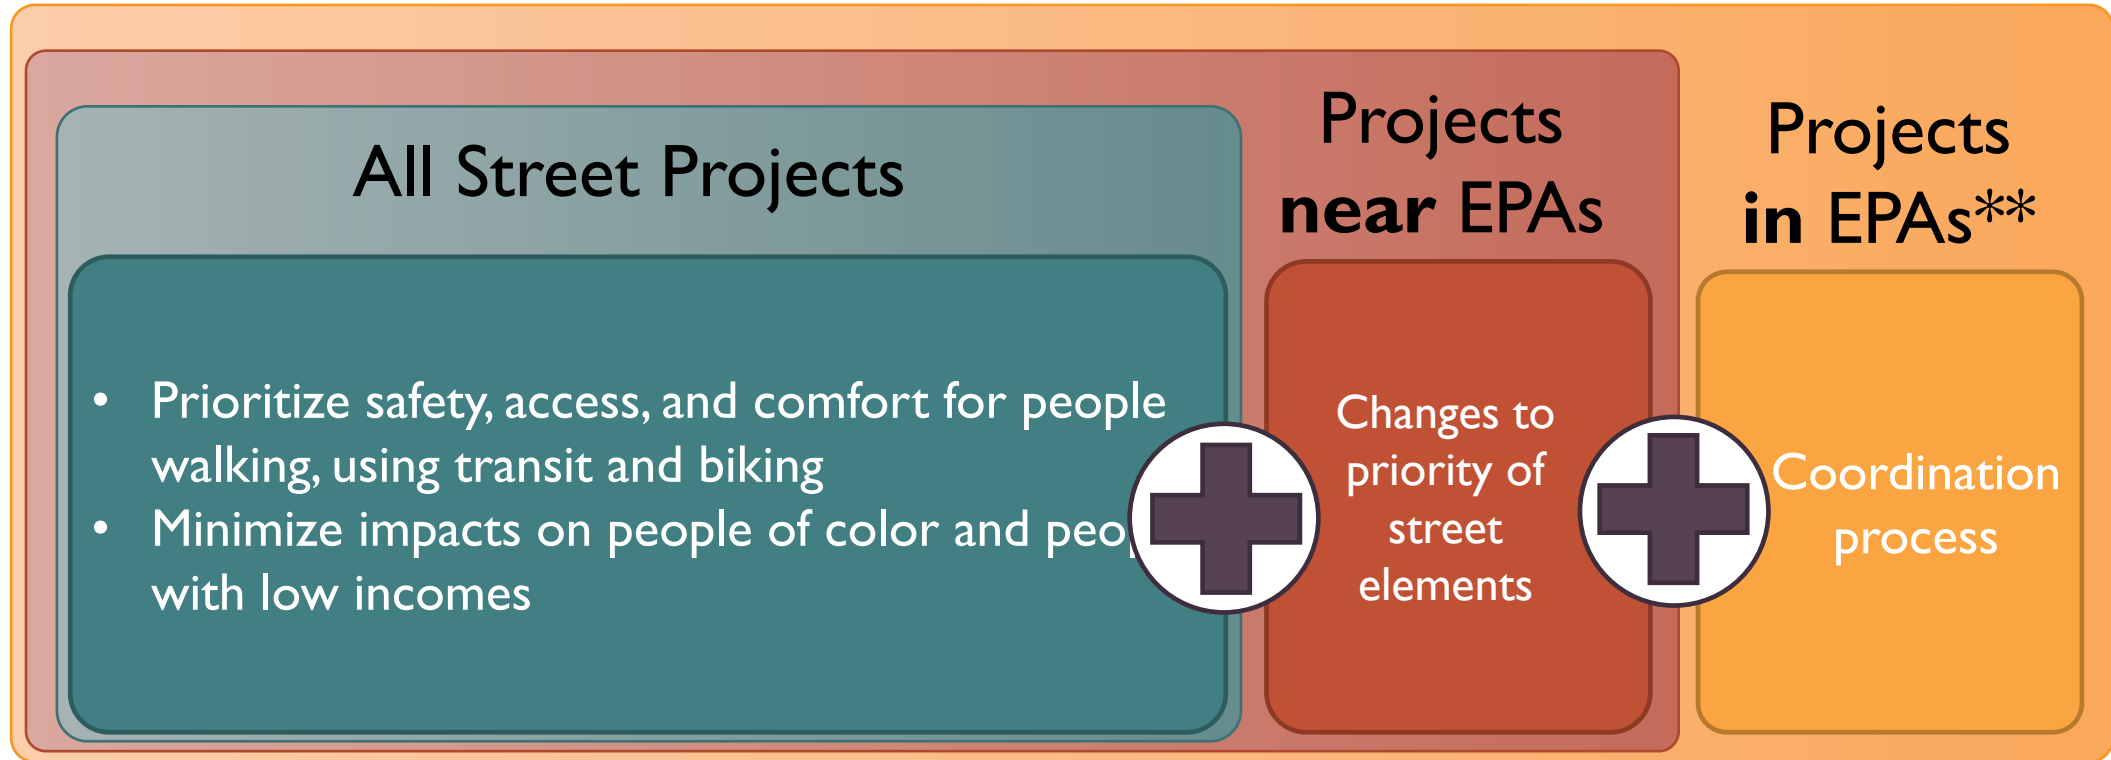 All Street Projects
• Prioritize safety, access, and comfort for people
walking, using transit and biking
• Minimize impacts on people of color and
with low incomes
Projects
near EPAs
Changes to
priority of
street
elements
Projects
in EPAs**
Coordination
process